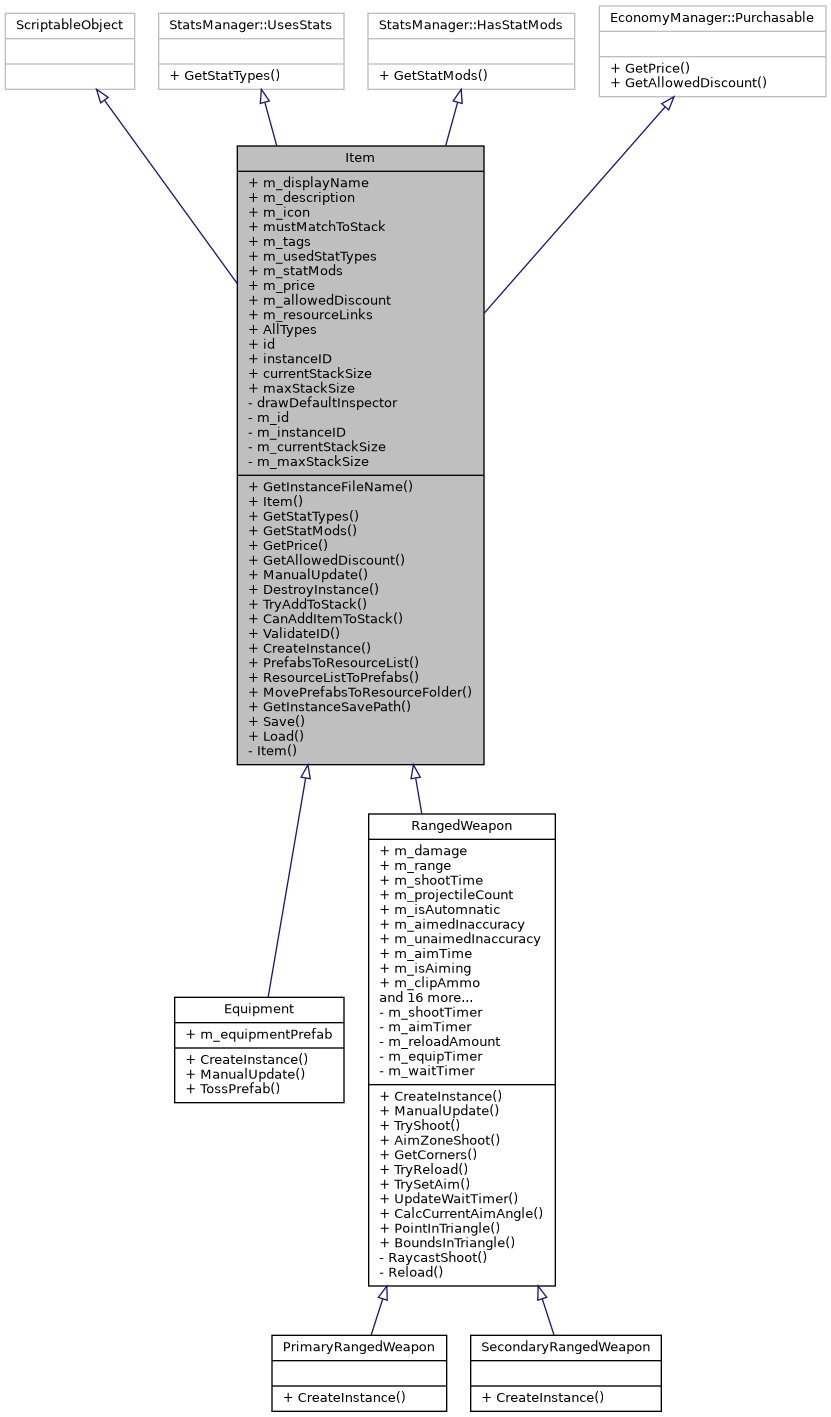 ScriptableObject
StatsManager::UsesStats
+ GetStatTypes()
StatsManager::HasStatMods
+ GetStatMods()
EconomyManager::Purchasable
+ GetPrice()
+ GetAllowedDiscount()
Item
+ m_displayName
+ m_description
+ m_icon
+ mustMatchToStack
+ m_tags
+ m_usedStatTypes
+ m_statMods
+ m_price
+ m_allowedDiscount
+ m_resourceLinks
+ AllTypes
+ id
+ instanceID
+ currentStackSize
+ maxStackSize
- drawDefaultInspector
- m_id
- m_instanceID
- m_currentStackSize
- m_maxStackSize
+ GetInstanceFileName()
+ Item()
+ GetStatTypes()
+ GetStatMods()
+ GetPrice()
+ GetAllowedDiscount()
+ ManualUpdate()
+ DestroyInstance()
+ TryAddToStack()
+ CanAddItemToStack()
+ ValidateID()
+ CreateInstance()
+ PrefabsToResourceList()
+ ResourceListToPrefabs()
+ MovePrefabsToResourceFolder()
+ GetInstanceSavePath()
+ Save()
+ Load()
- Item()
Equipment
+ m_equipmentPrefab
+ CreateInstance()
+ ManualUpdate()
+ TossPrefab()
RangedWeapon
+ m_damage
+ m_range
+ m_shootTime
+ m_projectileCount
+ m_isAutomnatic
+ m_aimedInaccuracy
+ m_unaimedInaccuracy
+ m_aimTime
+ m_isAiming
+ m_clipAmmo
and 16 more...
- m_shootTimer
- m_aimTimer
- m_reloadAmount
- m_equipTimer
- m_waitTimer
+ CreateInstance()
+ ManualUpdate()
+ TryShoot()
+ AimZoneShoot()
+ GetCorners()
+ TryReload()
+ TrySetAim()
+ UpdateWaitTimer()
+ CalcCurrentAimAngle()
+ PointInTriangle()
+ BoundsInTriangle()
- RaycastShoot()
- Reload()
PrimaryRangedWeapon
+ CreateInstance()
SecondaryRangedWeapon
+ CreateInstance()